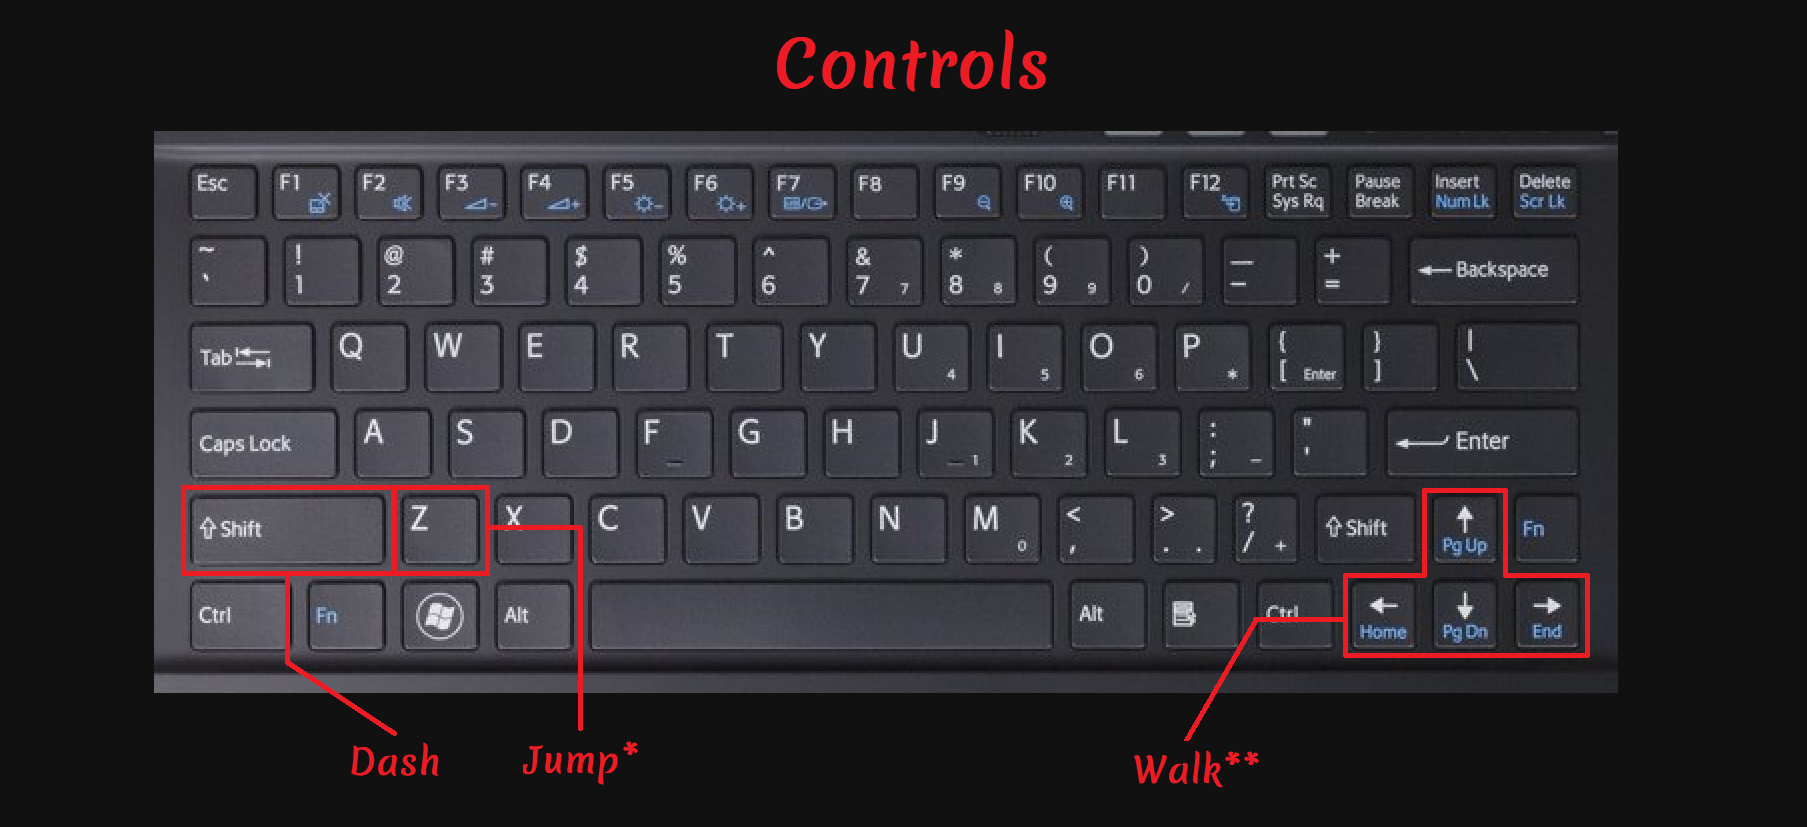 Controls
Esc F1 F2 F3 F4 F5 F6 F7 F8 F9 F10 F11 F12 Prt Sc Pause Insert Delete
Sys Rq Break Num Lk Scr Lk
~ ! @ # $ % ^ & * ( ) — +
` 1 2 3 4 5 6 7 7 8 8 9 9 0 / - = Backspace
Tab Q W E R T Y U I O P { } |
4 5 6 * [ Enter ] \
Caps Lock A S D F G H J K L : " Enter
_ _ 1 2 3 ; - '
Shift Z X C V B N M < > ? Shift Fn
0 , . . / + Pg Up
Ctrl Fn Alt Alt Ctrl Home Pg Dn End
Dash Jump* Walk**